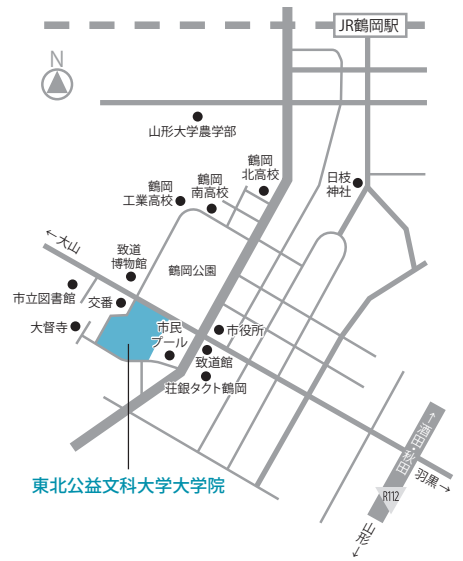 JR鶴岡駅
N
山形大学農学部
鶴岡
北高校
鶴岡
南高校
鶴岡
工業高校
日枝
神社
←大山
致道
博物館
鶴岡公園
市立図書館
交番
大督寺
市民
プール
市役所
致道館
荘銀タクト鶴岡
←酒田・秋田
羽黒→
R112
山形→
東北公益文科大学大学院